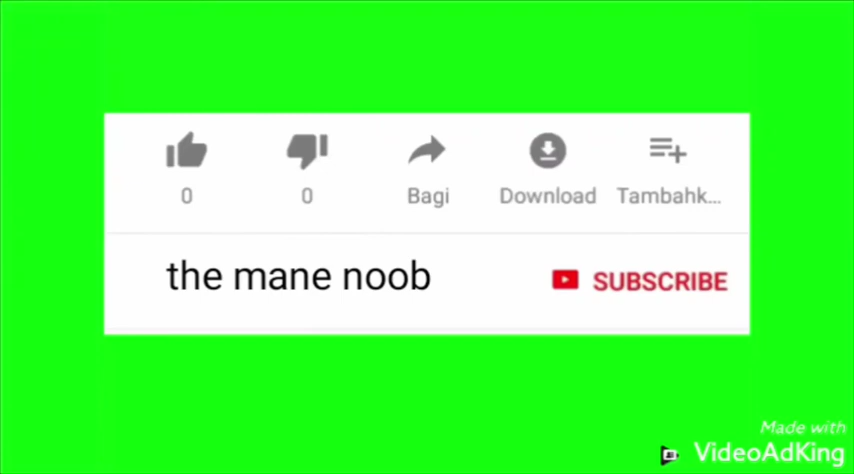 0 0 Bagi Download Tambahk...
the mane noob SUBSCRIBE
Made with
VideoAdKing